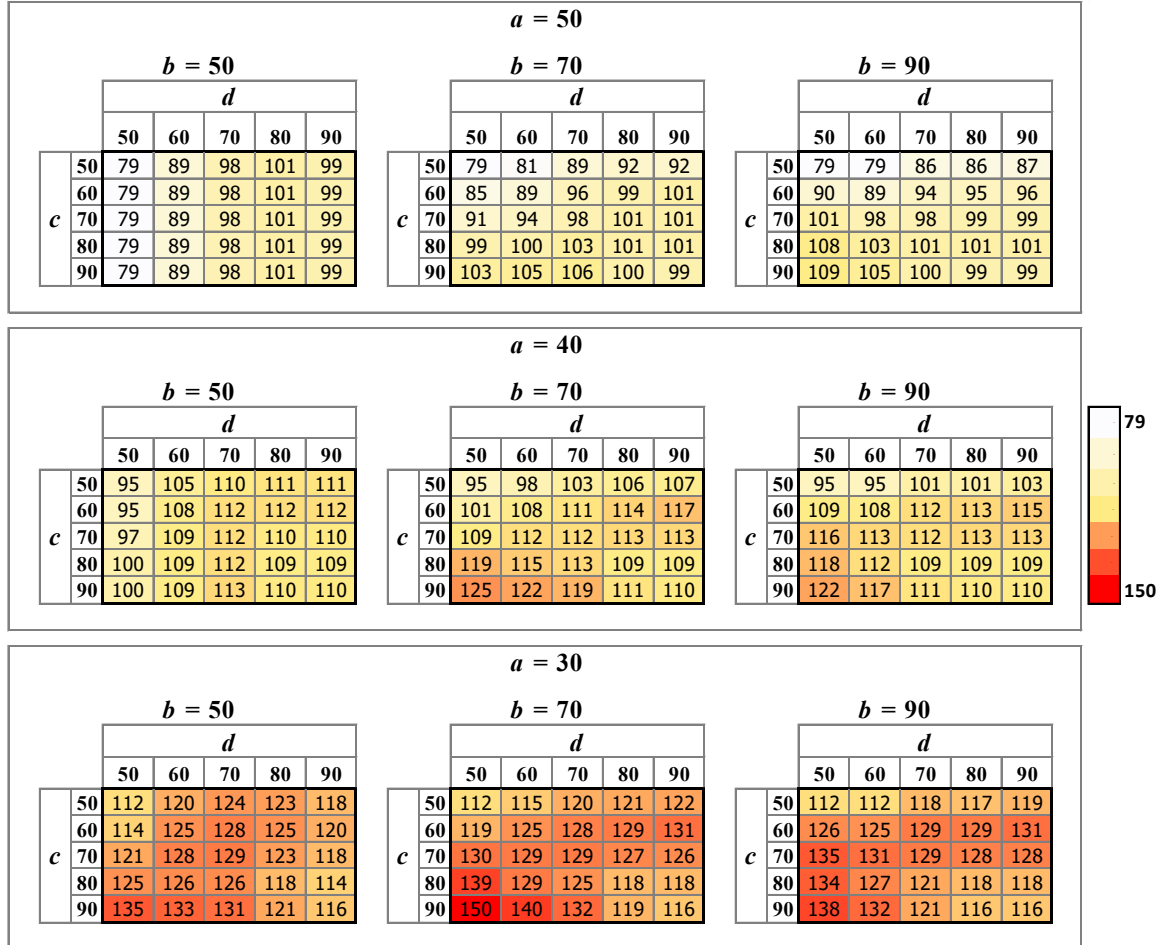 a = 50
b = 50 b = 70 b = 90
d d d
50 60 70 80 90 50 60 70 80 90 50 60 70 80 90
50 79 89 98 101 99 50 79 81 89 92 92 50 79 79 86 86 87
60 79 89 98 101 99 60 85 89 96 99 101 60 90 89 94 95 96
c 70 79 89 98 101 99 c 70 91 94 98 101 101 c 70 101 98 98 99 99
80 79 89 98 101 99 80 99 100 103 101 101 80 108 103 101 101 101
90 79 89 98 101 99 90 103 105 106 100 99 90 109 105 100 99 99
a = 40
b = 50 b = 70 b = 90
d d d
79
50 60 70 80 90 50 60 70 80 90 50 60 70 80 90
50 95 105 110 111 111 50 95 98 103 106 107 50 95 95 101 101 103
60 95 108 112 112 112 60 101 108 111 114 117 60 109 108 112 113 115
c 70 97 109 112 110 110 c 70 109 112 112 113 113 c 70 116 113 112 113 113
80 100 109 112 109 109 80 119 115 113 109 109 80 118 112 109 109 109
90 100 109 113 110 110 90 125 122 119 111 110 90 122 117 111 110 110
150
a = 30
b = 50 b = 70 b = 90
d d d
50 60 70 80 90 50 60 70 80 90 50 60 70 80 90
50 112 120 124 123 118 50 112 115 120 121 122 50 112 112 118 117 119
60 114 125 128 125 120 60 119 125 128 129 131 60 126 125 129 129 131
c 70 121 128 129 123 118 c 70 130 129 129 127 126 c 70 135 131 129 128 128
80 125 126 126 118 114 80 139 129 125 118 118 80 134 127 121 118 118
90 135 133 131 121 116 90 150 140 132 119 116 90 138 132 121 116 116